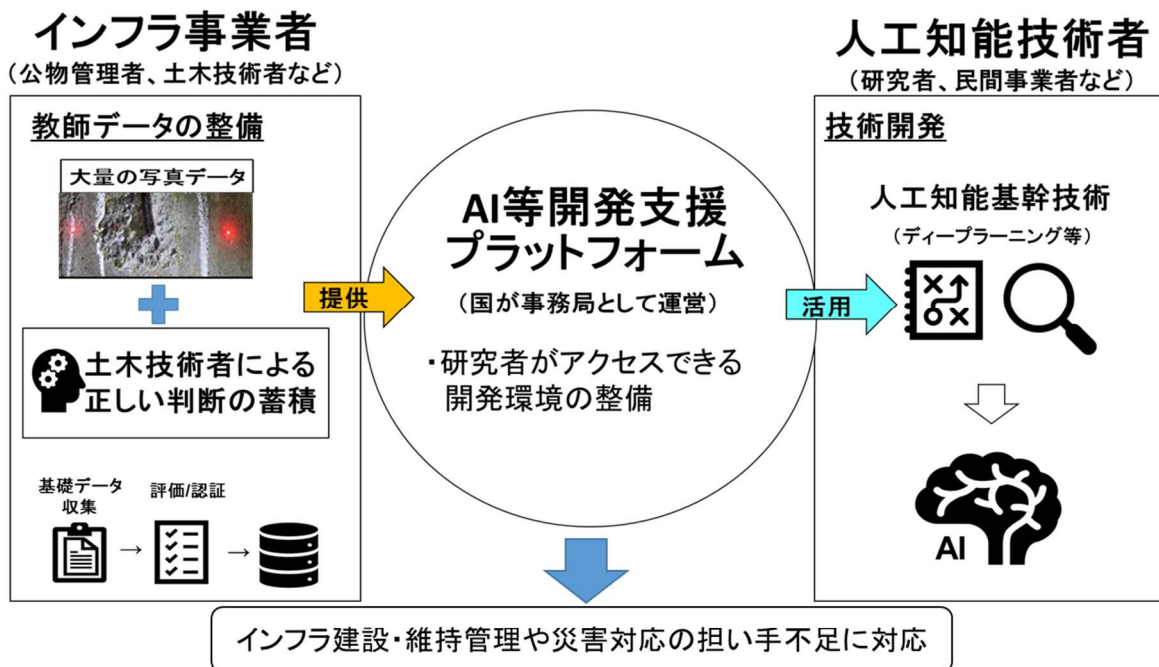 インフラ事業者
（公物管理者、土木技術者など）
教師データの整備
大量の写真データ
土木技術者による
正しい判断の蓄積
基礎データ
収集
評価/認証
→
→
提供
AI等開発支援
プラットフォーム
（国が事務局として運営）
・研究者がアクセスできる
開発環境の整備
活用
人工知能技術者
（研究者、民間事業者など）
技術開発
人工知能基幹技術
（ディープラーニング等）
AI
インフラ建設・維持管理や災害対応の担い手不足に対応